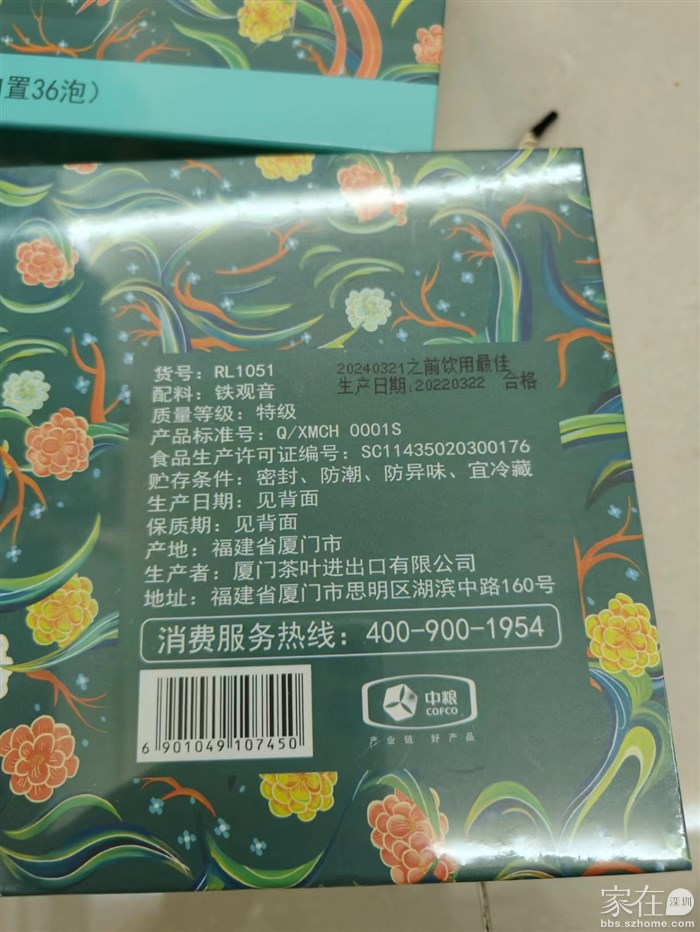 置36泡）
货号：RL1051
20240321之前饮用最佳
生产日期：20220322 合格
配料：铁观音
质量等级：特级
产品标准号：Q/XMCH 0001S
食品生产许可证编号：SC11435020300176
贮存条件：密封、防潮、防异味、宜冷藏
生产日期：见背面
保质期：见背面
产地：福建省厦门市
生产者：厦门茶叶进出口有限公司
地址：福建省厦门市思明区湖滨中路160号
消费服务热线：400-900-1954
6 901049 107450
中粮
COFCO
产业链 好产品
家在深圳
bbs.szhome.com